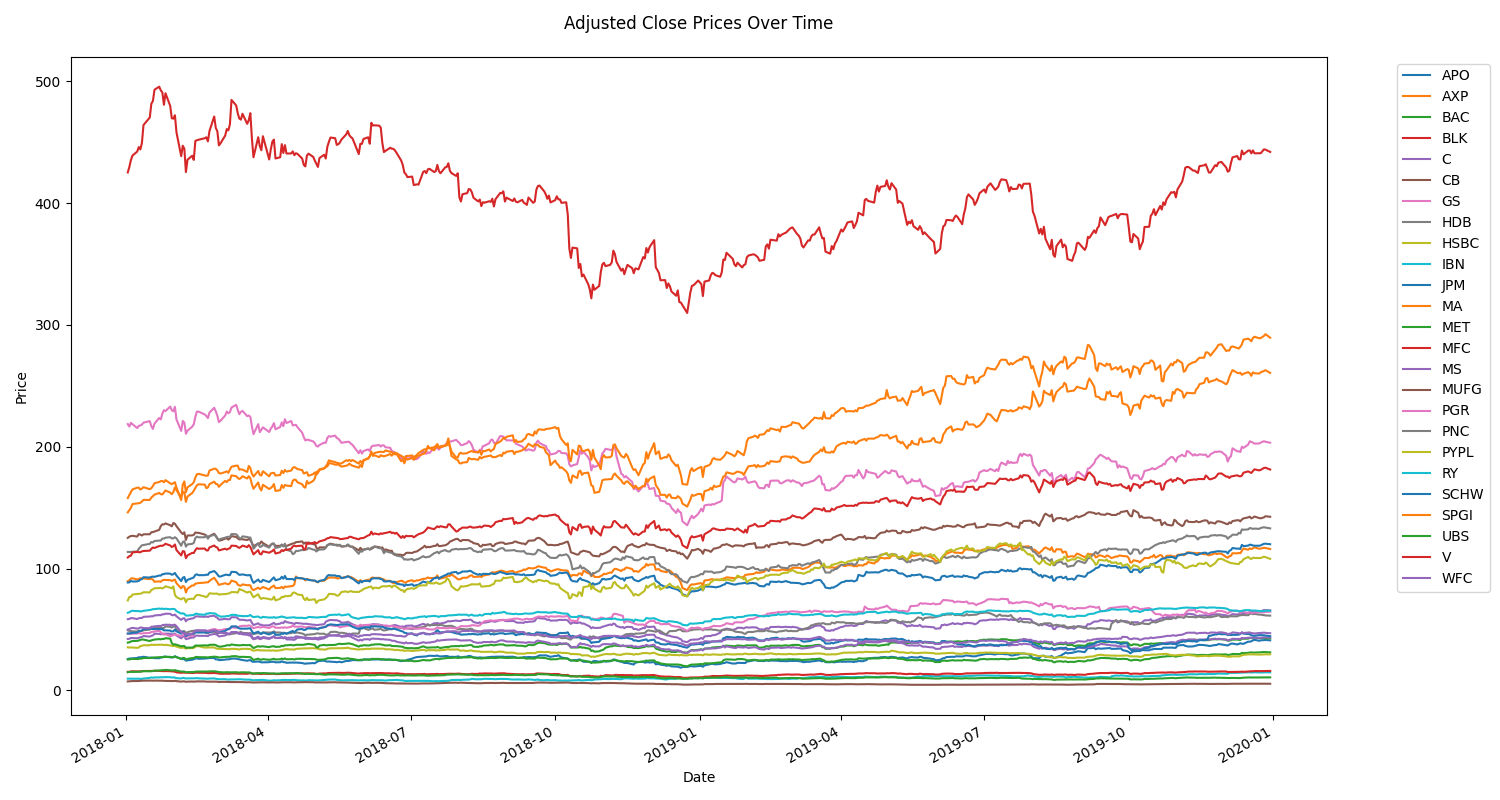 Adjusted Close Prices Over Time
Price
500
400
300
200
100
0
2018-01
2018-04
2018-07
2018-10
2019-01
2019-04
2019-07
2019-10
2020-01
Date
APO
AXP
BAC
BLK
C
CB
GS
HDB
HSBC
IBN
JPM
MA
MET
MFC
MS
MUFG
PGR
PNC
PYPL
RY
SCHW
SPGI
UBS
V
WFC